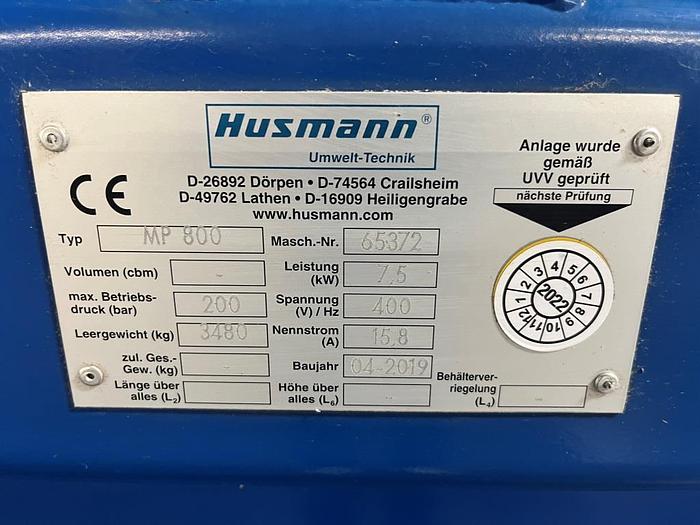 Husmann®
Umwelt-Technik
CE
D-26892 Dörpen • D-74564 Crailsheim
D-49762 Lathen • D-16909 Heiligengrabe
www.husmann.com
Anlage wurde
gemäß
UVV geprüft
nächste Prüfung
1 2 3 4 5 6 7 8 9 10 11 12
2022
Typ MP 800 Masch.-Nr. 65372
Volumen (cbm) - Leistung (kW) 7,5
max. Betriebs-
druck (bar) 200 Spannung (V) / Hz 400
Leergewicht (kg) 3480 Nennstrom (A) 15,8
zul. Ges.-
Gew. (kg) - Baujahr 04-2019
Länge über
alles (L2) - Höhe über alles (L6) -
Behälterver-
riegelung
(L4) -